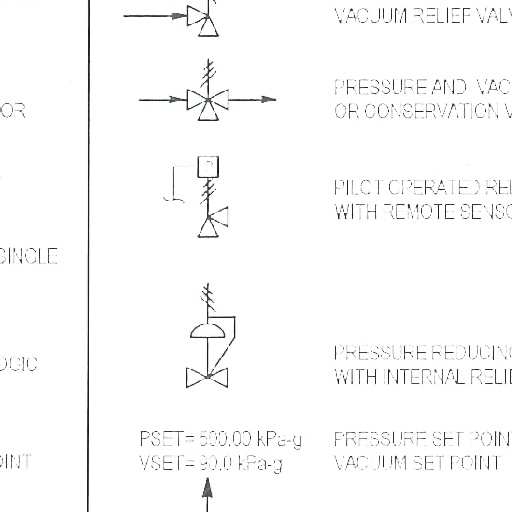 VACUUM RELIEF VALV
PRESSURE AND VAC
OR CONSERVATION V
OR
P
PILOT OPERATED REL
WITH REMOTE SENSO
SINGLE
PRESSURE REDUCING
WITH INTERNAL RELIE
OGIC
PSET= 500.00 kPa-g PRESSURE SET POINT
VSET= 90.0 kPa-g VACUUM SET POINT
OINT